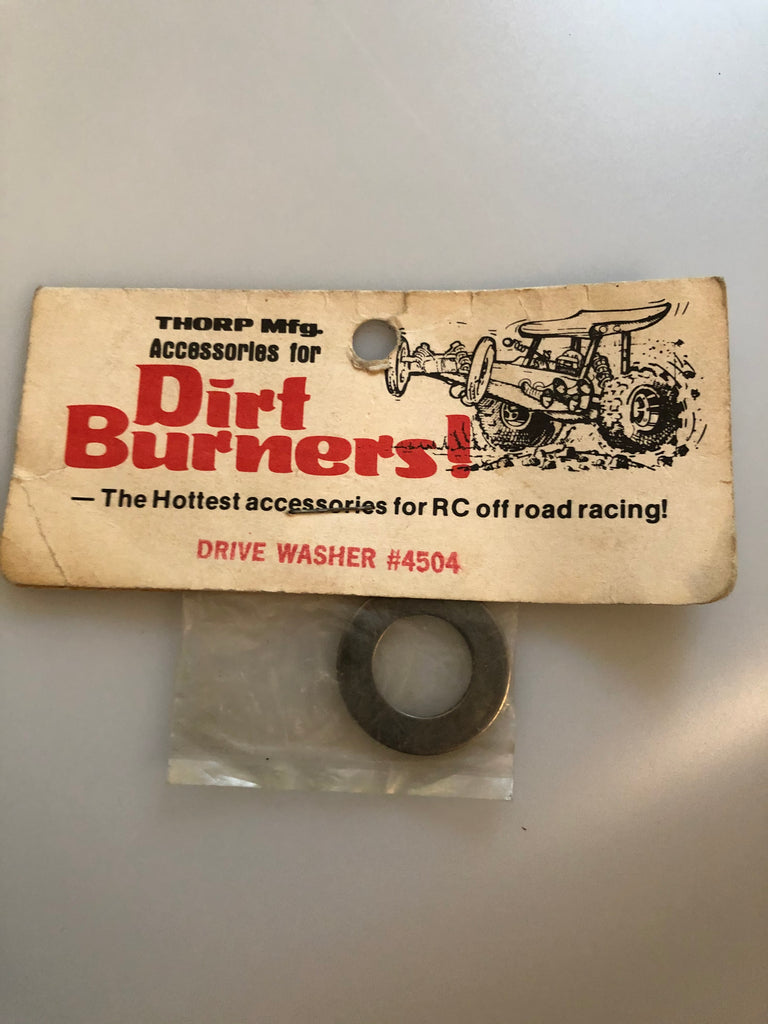 THORP Mfg.
Accessories for
Dirt
Burners!
— The Hottest accessories for RC off road racing!
DRIVE WASHER #4504